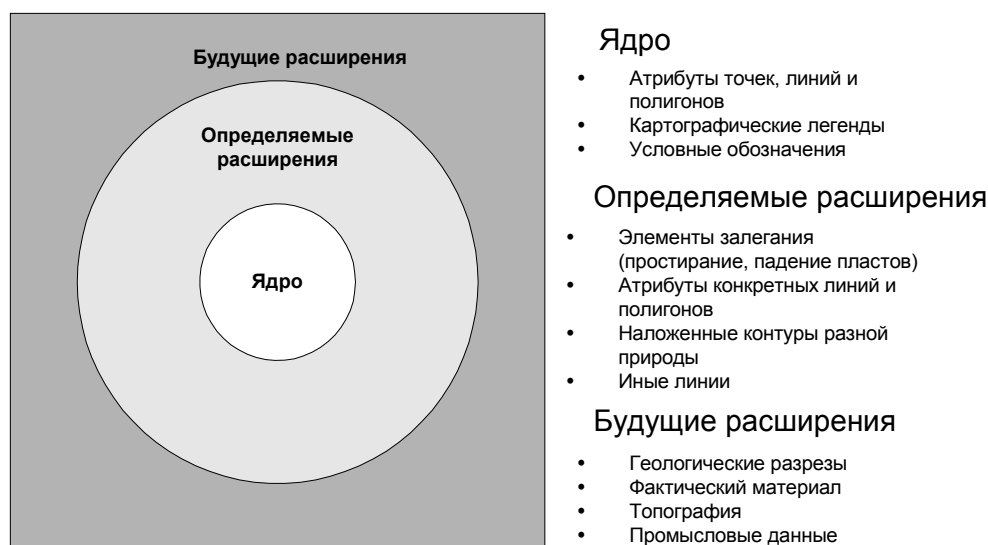 Будущие расширения
Определяемые
расширения
Ядро
Ядро
• Атрибуты точек, линий и
полигонов
• Картографические легенды
• Условные обозначения
Определяемые расширения
• Элементы залегания
(простирание, падение пластов)
• Атрибуты конкретных линий и
полигонов
• Наложенные контуры разной
природы
• Иные линии
Будущие расширения
• Геологические разрезы
• Фактический материал
• Топография
• Промысловые данные